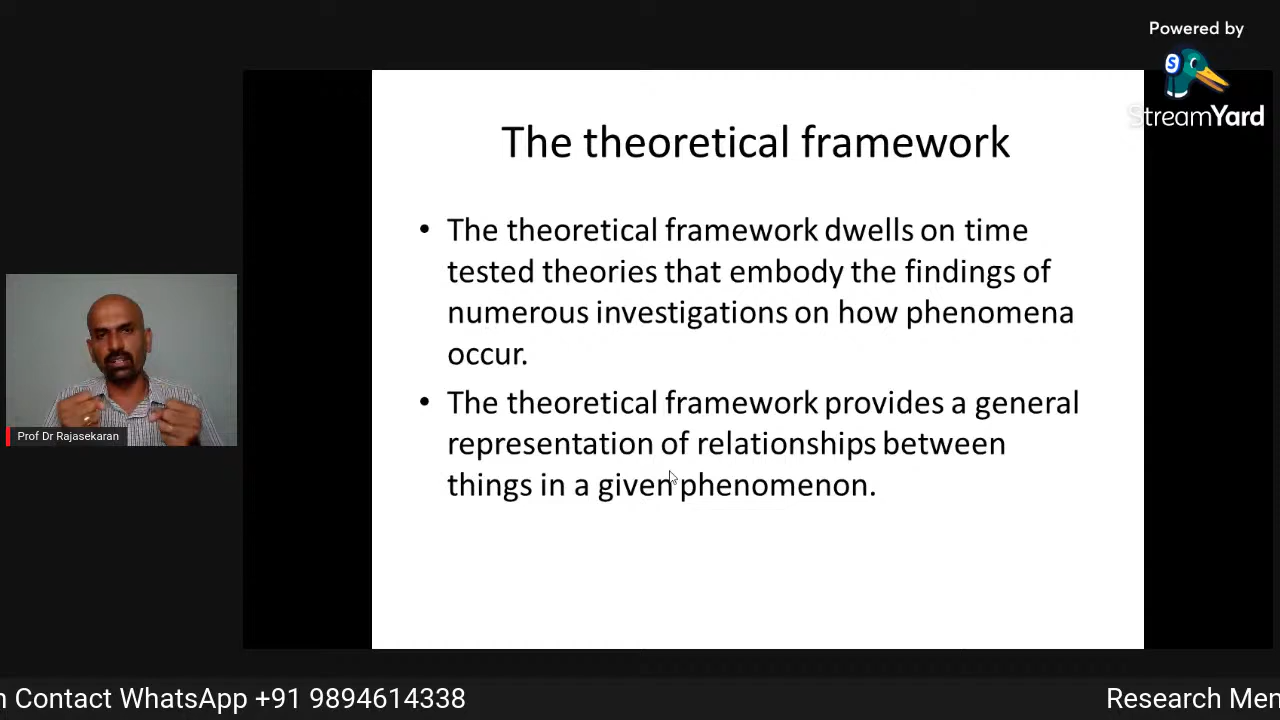 Powered by
StreamYard
The theoretical framework
• The theoretical framework dwells on time
tested theories that embody the findings of
numerous investigations on how phenomena
occur.
• The theoretical framework provides a general
representation of relationships between
things in a given phenomenon.
Prof Dr Rajasekaran
Contact WhatsApp +91 9894614338
Research